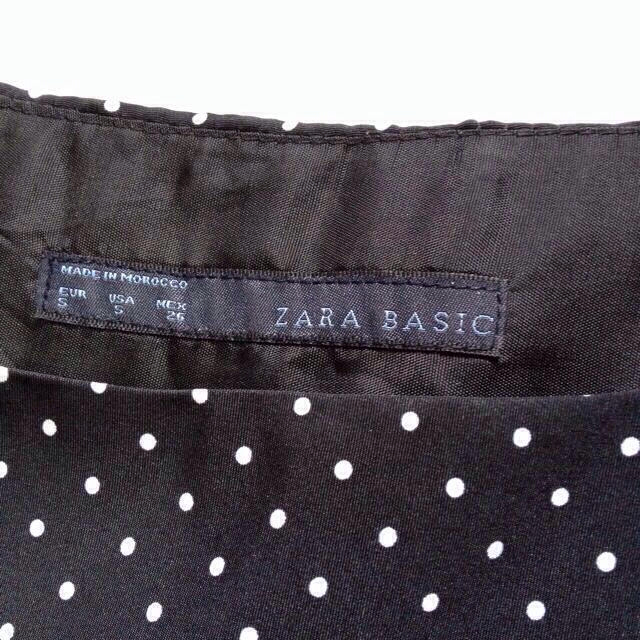 MADE IN MOROCCO
EUR USA MEX
S S 26
ZARA BASIC